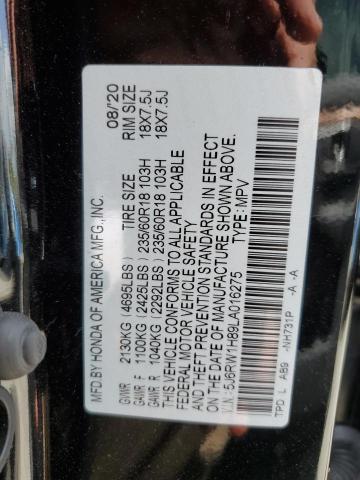 MFD. BY HONDA OF AMERICA MFG., INC. 08/20
GVWR 2130KG (4695LBS) TIRE SIZE RIM SIZE
GAWR F 1100KG (2425LBS) 235/60R18 103H 18X7.5J
GAWR R 1040KG (2292LBS) 235/60R18 103H 18X7.5J
THIS VEHICLE CONFORMS TO ALL APPLICABLE
FEDERAL MOTOR VEHICLE SAFETY
AND THEFT PREVENTION STANDARDS IN EFFECT
ON THE DATE OF MANUFACTURE SHOWN ABOVE.
V.I.N.: 5J6RW1H89LA016275 TYPE: MPV
TPD L AB9 -NH731P -A -A